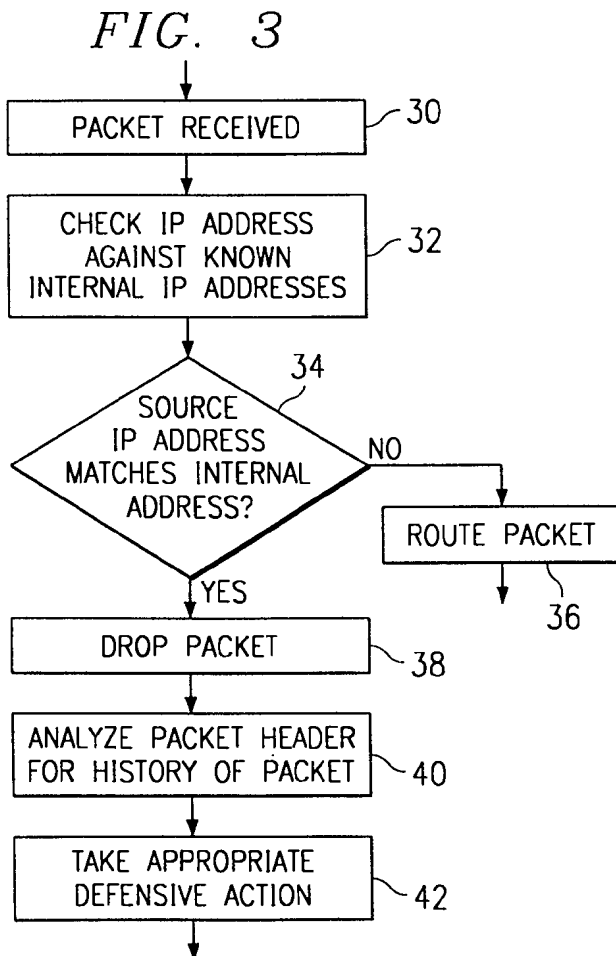 FIG. 3
PACKET RECEIVED
30
CHECK IP ADDRESS
AGAINST KNOWN
INTERNAL IP ADDRESSES
32
34
SOURCE
IP ADDRESS
MATCHES INTERNAL
ADDRESS?
NO
ROUTE PACKET
36
YES
DROP PACKET
38
ANALYZE PACKET HEADER
FOR HISTORY OF PACKET
40
TAKE APPROPRIATE
DEFENSIVE ACTION
42